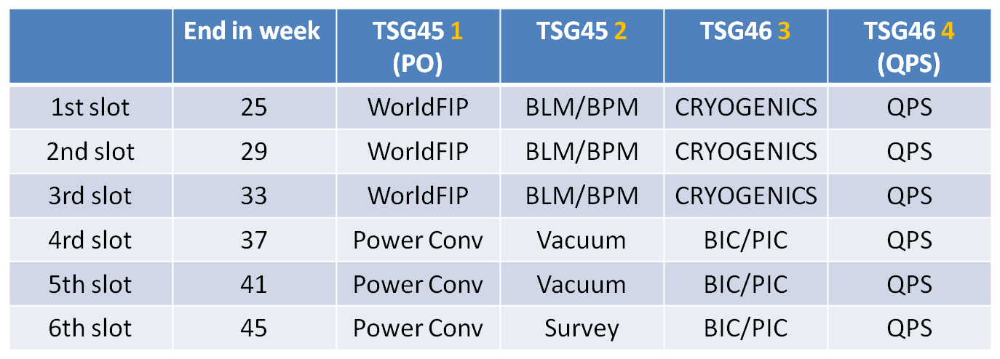 End in week TSG45 1 TSG45 2 TSG46 3 TSG46 4
(PO) (QPS)
1st slot 25 WorldFIP BLM/BPM CRYOGENICS QPS
2nd slot 29 WorldFIP BLM/BPM CRYOGENICS QPS
3rd slot 33 WorldFIP BLM/BPM CRYOGENICS QPS
4rd slot 37 Power Conv Vacuum BIC/PIC QPS
5th slot 41 Power Conv Vacuum BIC/PIC QPS
6th slot 45 Power Conv Survey BIC/PIC QPS